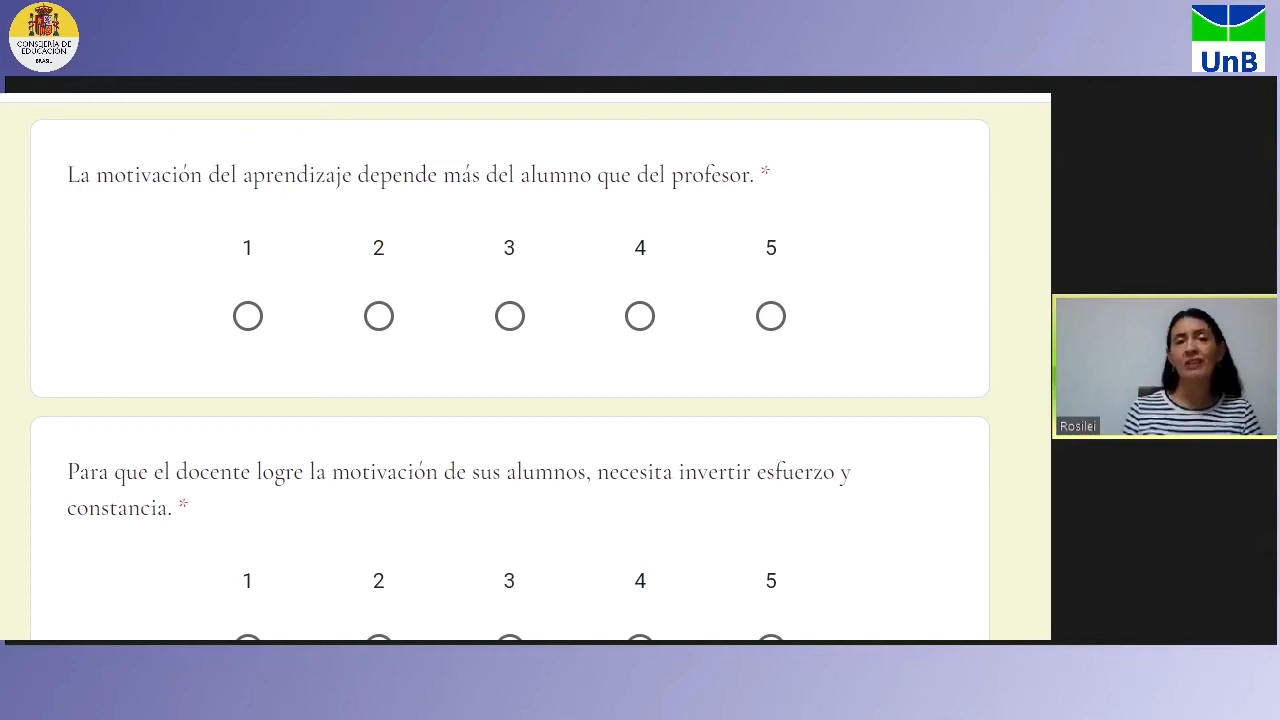 CONSEJERÍA DE
EDUCACIÓN
BRASIL
UnB
La motivación del aprendizaje depende más del alumno que del profesor. *
1 2 3 4 5
Rosilei
Para que el docente logre la motivación de sus alumnos, necesita invertir esfuerzo y
constancia. *
1 2 3 4 5